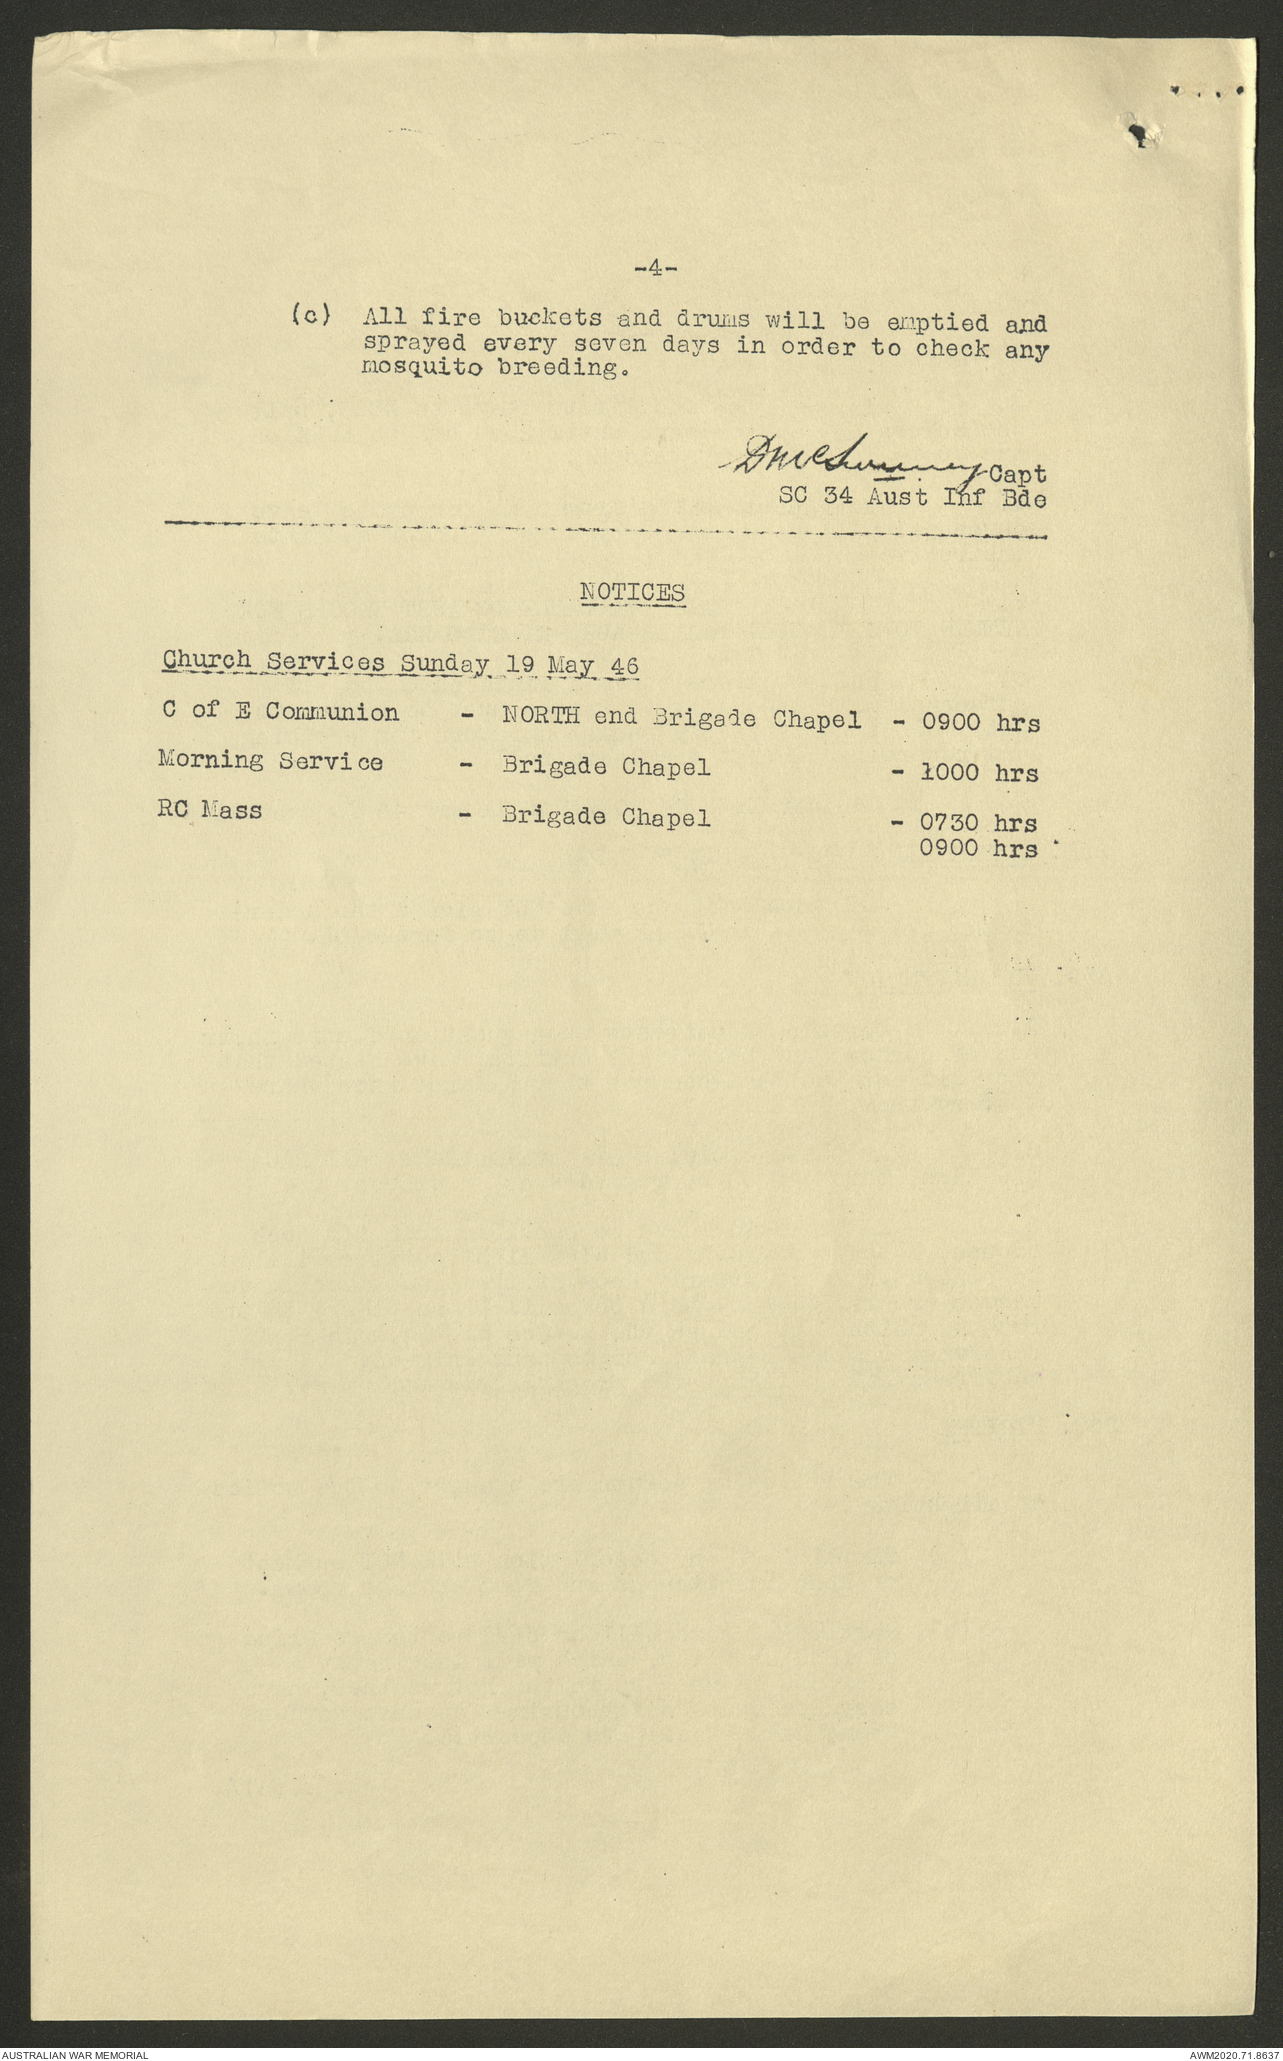 -4-
(c) All fire buckets and drums will be emptied and
sprayed every seven days in order to check any
mosquito breeding.
Capt
SC 34 Aust Inf Bde
NOTICES
Church Services Sunday 19 May 46
C of E Communion - NORTH end Brigade Chapel - 0900 hrs
Morning Service - Brigade Chapel - 1000 hrs
RC Mass - Brigade Chapel - 0730 hrs
0900 hrs
AUSTRALIAN WAR MEMORIAL
AWM2020.71.8637